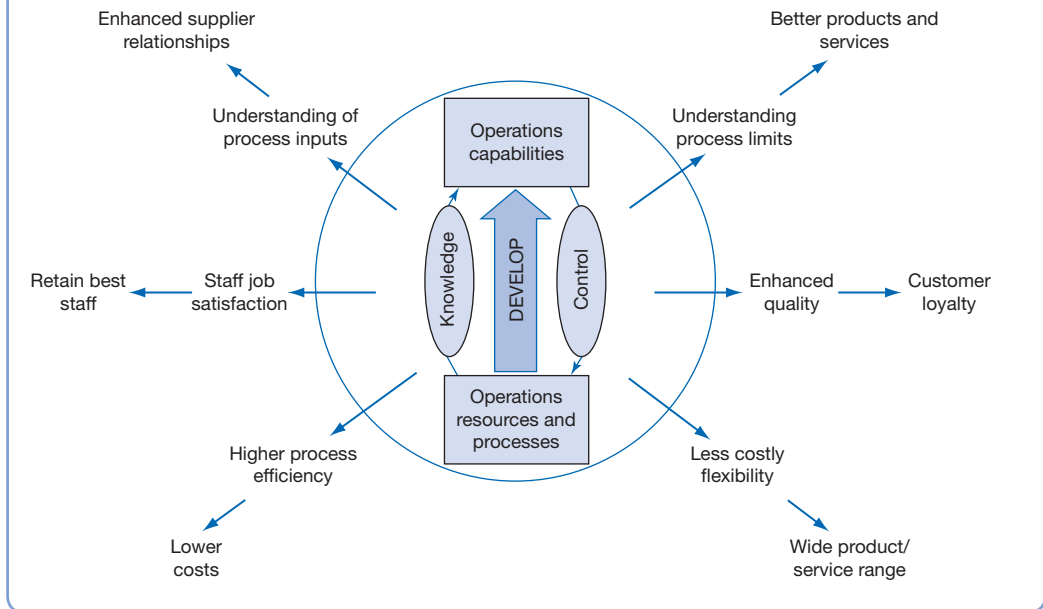 Enhanced supplier
relationships
Better products and
services
Understanding of
process inputs
Understanding
process limits
Operations
capabilities
Knowledge
DEVELOP
Control
Retain best
staff
Staff job
satisfaction
Enhanced
quality
Customer
loyalty
Operations
resources and
processes
Higher process
efficiency
Less costly
flexibility
Lower
costs
Wide product/
service range